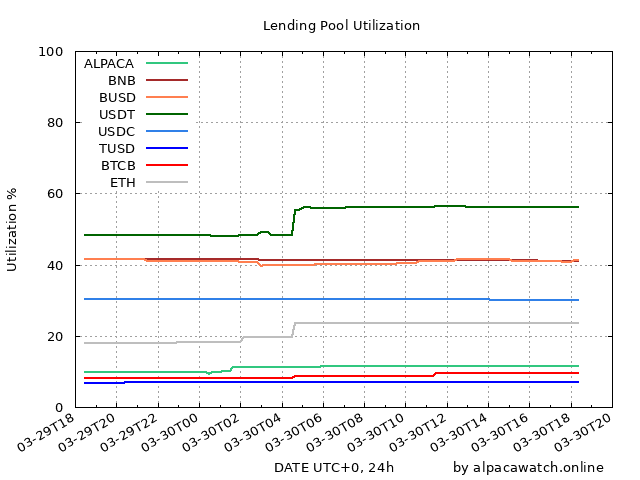 Lending Pool Utilization
100
80
60
40
20
0
Utilization %
ALPACA
BNB
BUSD
USDT
USDC
TUSD
BTCB
ETH
03-29T18
03-29T20
03-29T22
03-30T00
03-30T02
03-30T04
03-30T06
03-30T08
03-30T10
03-30T12
03-30T14
03-30T16
03-30T18
03-30T20
DATE UTC+0, 24h
by alpacawatch.online